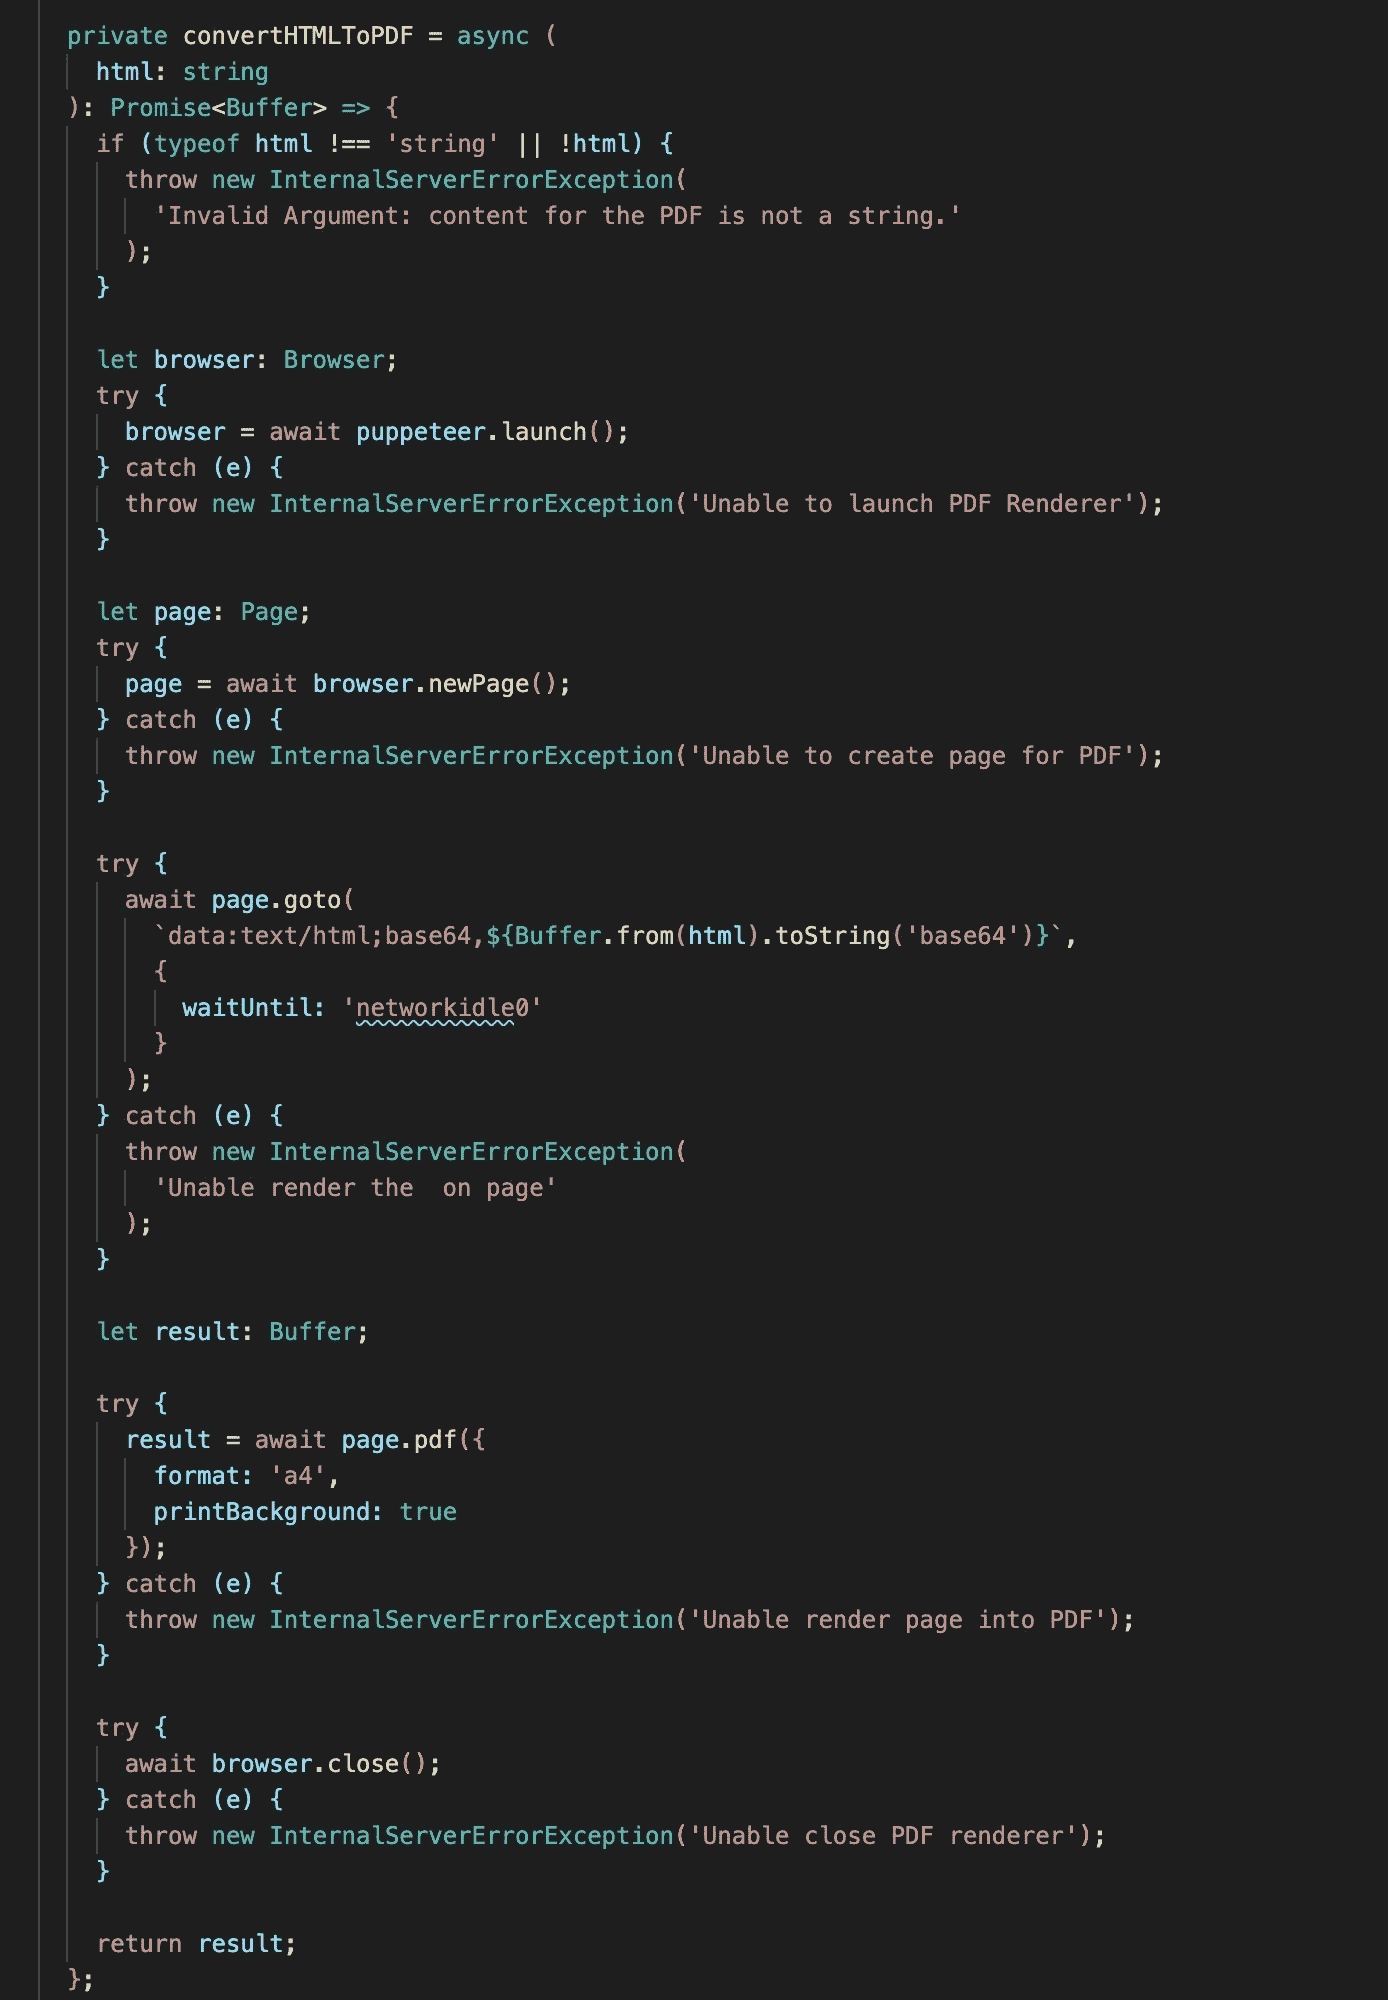 private convertHTMLToPDF = async (
html: string
): Promise<Buffer> => {
if (typeof html !== 'string' || !html) {
throw new InternalServerErrorException(
'Invalid Argument: content for the PDF is not a string.'
);
}
let browser: Browser;
try {
browser = await puppeteer.launch();
} catch (e) {
throw new InternalServerErrorException('Unable to launch PDF Renderer');
}
let page: Page;
try {
page = await browser.newPage();
} catch (e) {
throw new InternalServerErrorException('Unable to create page for PDF');
}
try {
await page.goto(
`data:text/html;base64,${Buffer.from(html).toString('base64')}`,
{
waitUntil: 'networkidle0'
}
);
} catch (e) {
throw new InternalServerErrorException(
'Unable render the  on page'
);
}
let result: Buffer;
try {
result = await page.pdf({
format: 'a4',
printBackground: true
});
} catch (e) {
throw new InternalServerErrorException('Unable render page into PDF');
}
try {
await browser.close();
} catch (e) {
throw new InternalServerErrorException('Unable close PDF renderer');
}
return result;
};